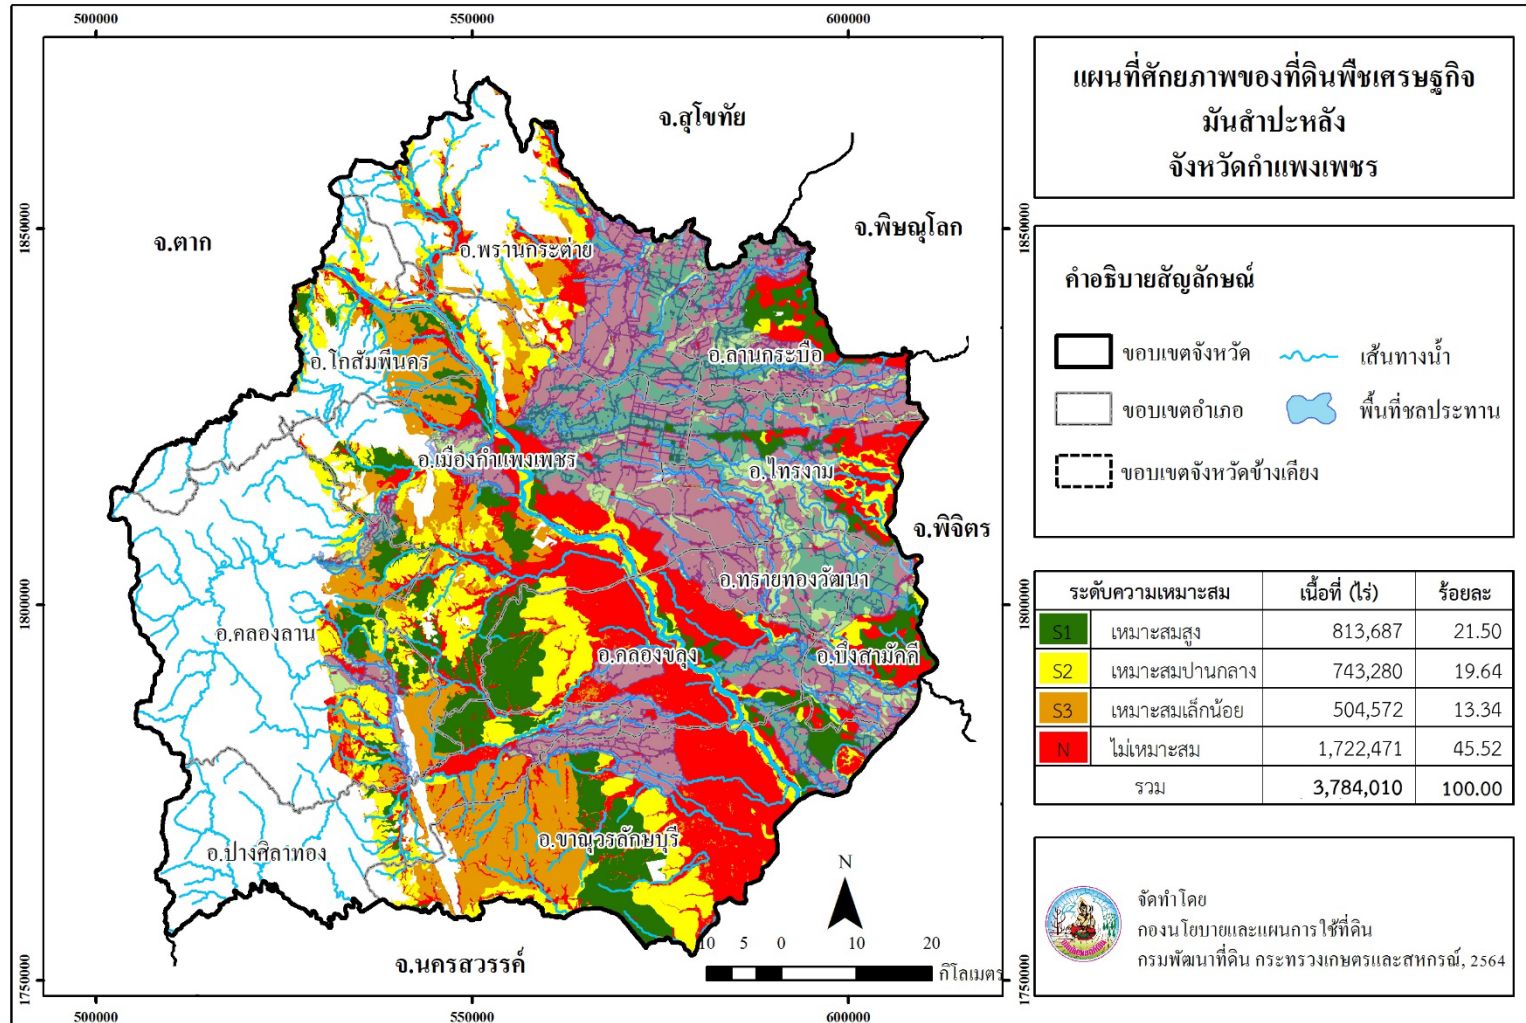 500000
550000
600000
แผนที่ศักยภาพของที่ดินพืชเศรษฐกิจ
มันสำปะหลัง
จังหวัดกำแพงเพชร
จ.สุโขทัย
จ.พิษณุโลก
จ.ตาก
1850000
1850000
อ.พรานกระต่าย
อ.ลานกระบือ
อ.โกสัมพีนคร
อ.เมืองกำแพงเพชร
อ.ไทรงาม
จ.พิจิตร
อ.ทรายทองวัฒนา
1800000
1800000
อ.คลองลาน
อ.คลองขลุง
อ.บึงสามัคคี
อ.ขาณุวรลักษบุรี
อ.ปางศิลาทอง
จ.นครสวรรค์
N
10 5 0 10 20
กิโลเมตร
1750000
1750000
500000
550000
600000
คำอธิบายสัญลักษณ์
ขอบเขตจังหวัด
เส้นทางน้ำ
ขอบเขตอำเภอ
พื้นที่ชลประทาน
ขอบเขตจังหวัดข้างเคียง
ระดับความเหมาะสม เนื้อที่ (ไร่) ร้อยละ
S1 เหมาะสมสูง 813,687 21.50
S2 เหมาะสมปานกลาง 743,280 19.64
S3 เหมาะสมเล็กน้อย 504,572 13.34
N ไม่เหมาะสม 1,722,471 45.52
รวม 3,784,010 100.00
จัดทำโดย
กองนโยบายและแผนการใช้ที่ดิน
กรมพัฒนาที่ดิน กระทรวงเกษตรและสหกรณ์, 2564